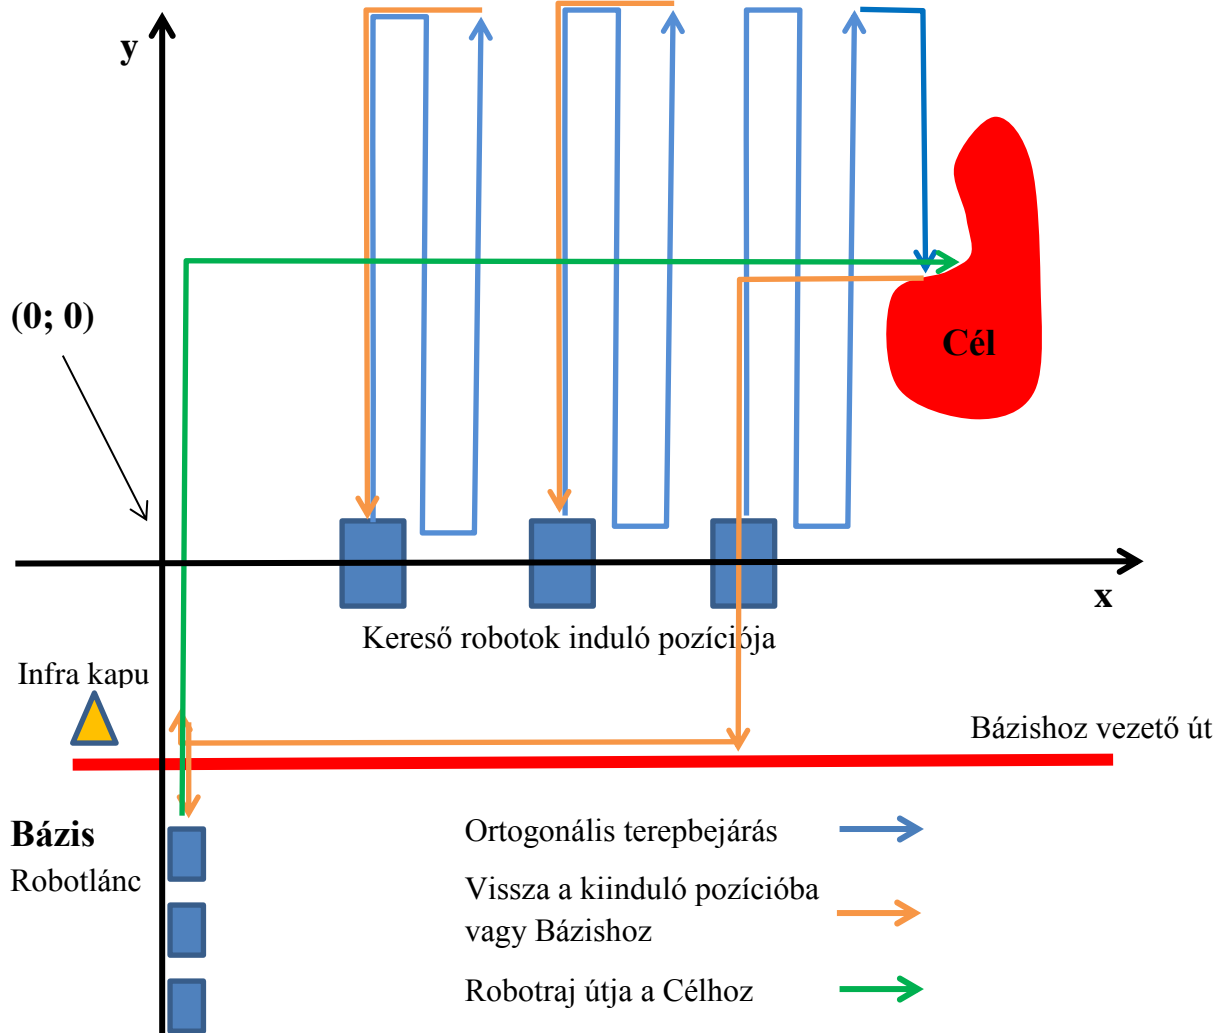 y
(0; 0)
Cél
x
Kereső robotok induló pozíciója
Infra kapu
Bázishoz vezető út
Bázis
Robotlánc
Ortogonális terepbejárás
Vissza a kiinduló pozícióba
vagy Bázishoz
Robotraj útja a Célhoz